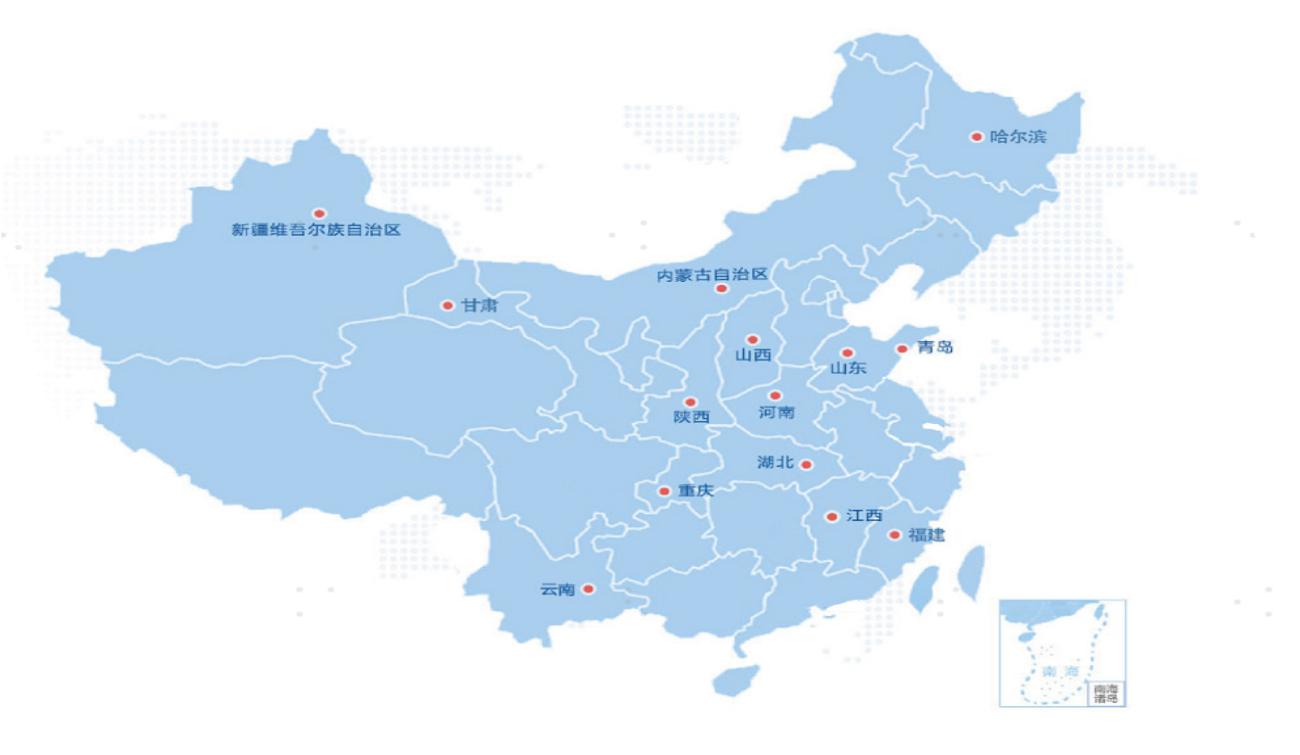 哈尔滨
新疆维吾尔族自治区
内蒙古自治区
甘肃
青岛
山西
山东
陕西
河南
湖北
重庆
江西
福建
云南
南 海
南海
诸岛